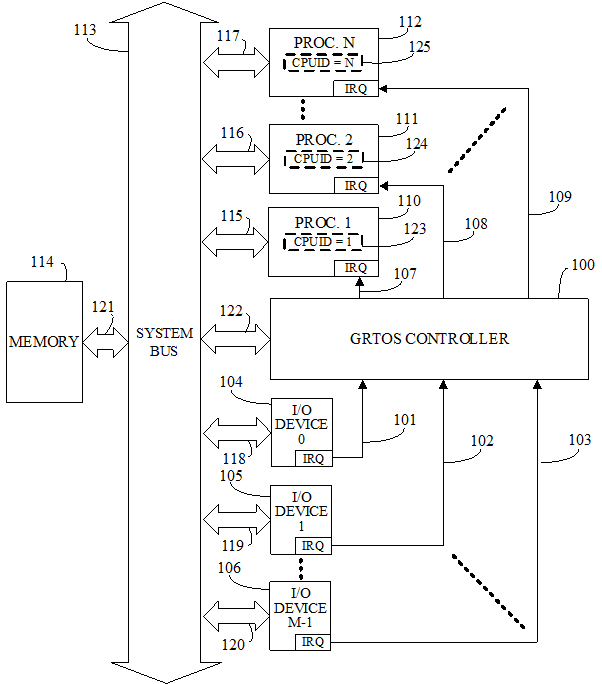 113
117
112
PROC. N
125
CPUID = N
IRQ
116
111
PROC. 2
124
CPUID = 2
IRQ
115
110
PROC. 1
123
CPUID = 1
IRQ
107
108
109
114
100
121
122
MEMORY
SYSTEM
BUS
GRTOS CONTROLLER
104
I/O
DEVICE
0
IRQ
118
101
102
103
105
I/O
DEVICE
1
IRQ
119
106
I/O
DEVICE
M-1
IRQ
120